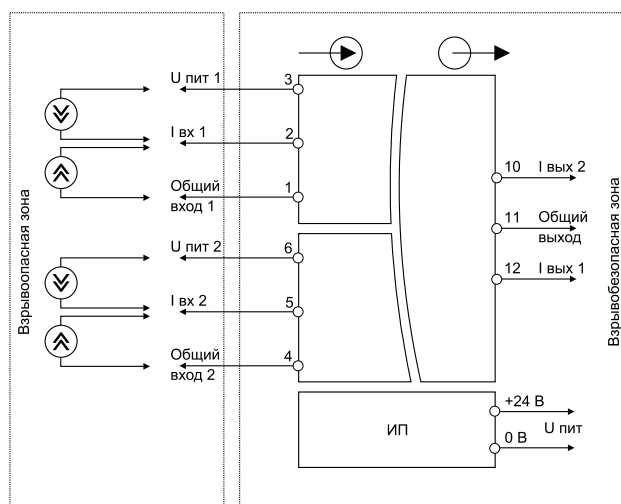 Взрывоопасная зона
U пит 1
3
I вх 1
2
Общий
вход 1
1
U пит 2
6
I вх 2
5
Общий
вход 2
4
10
I вых 2
11
Общий
выход
12
I вых 1
ИП
+24 В
U пит
0 В
Взрывобезопасная зона